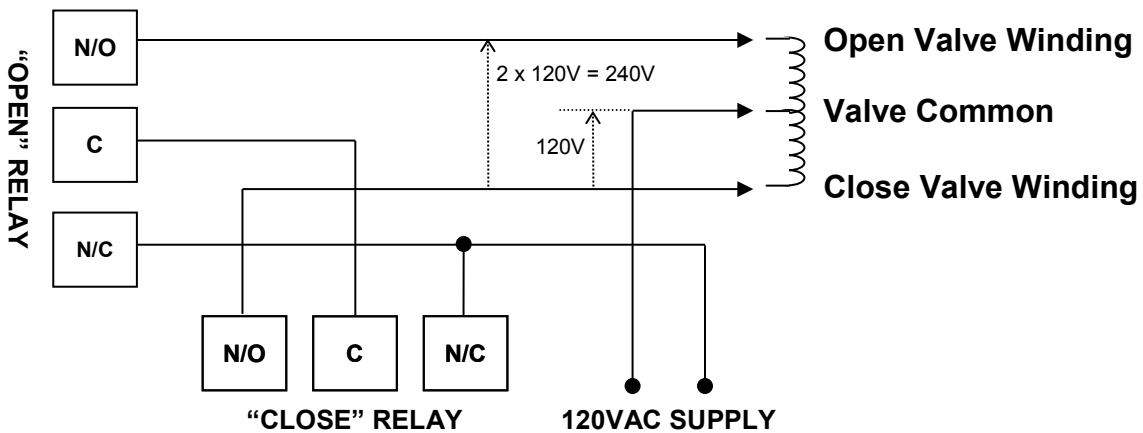 "OPEN" RELAY
N/O
Open Valve Winding
2 x 120V = 240V
C
Valve Common
120V
Close Valve Winding
N/C
N/O
C
N/C
“CLOSE” RELAY
120VAC SUPPLY